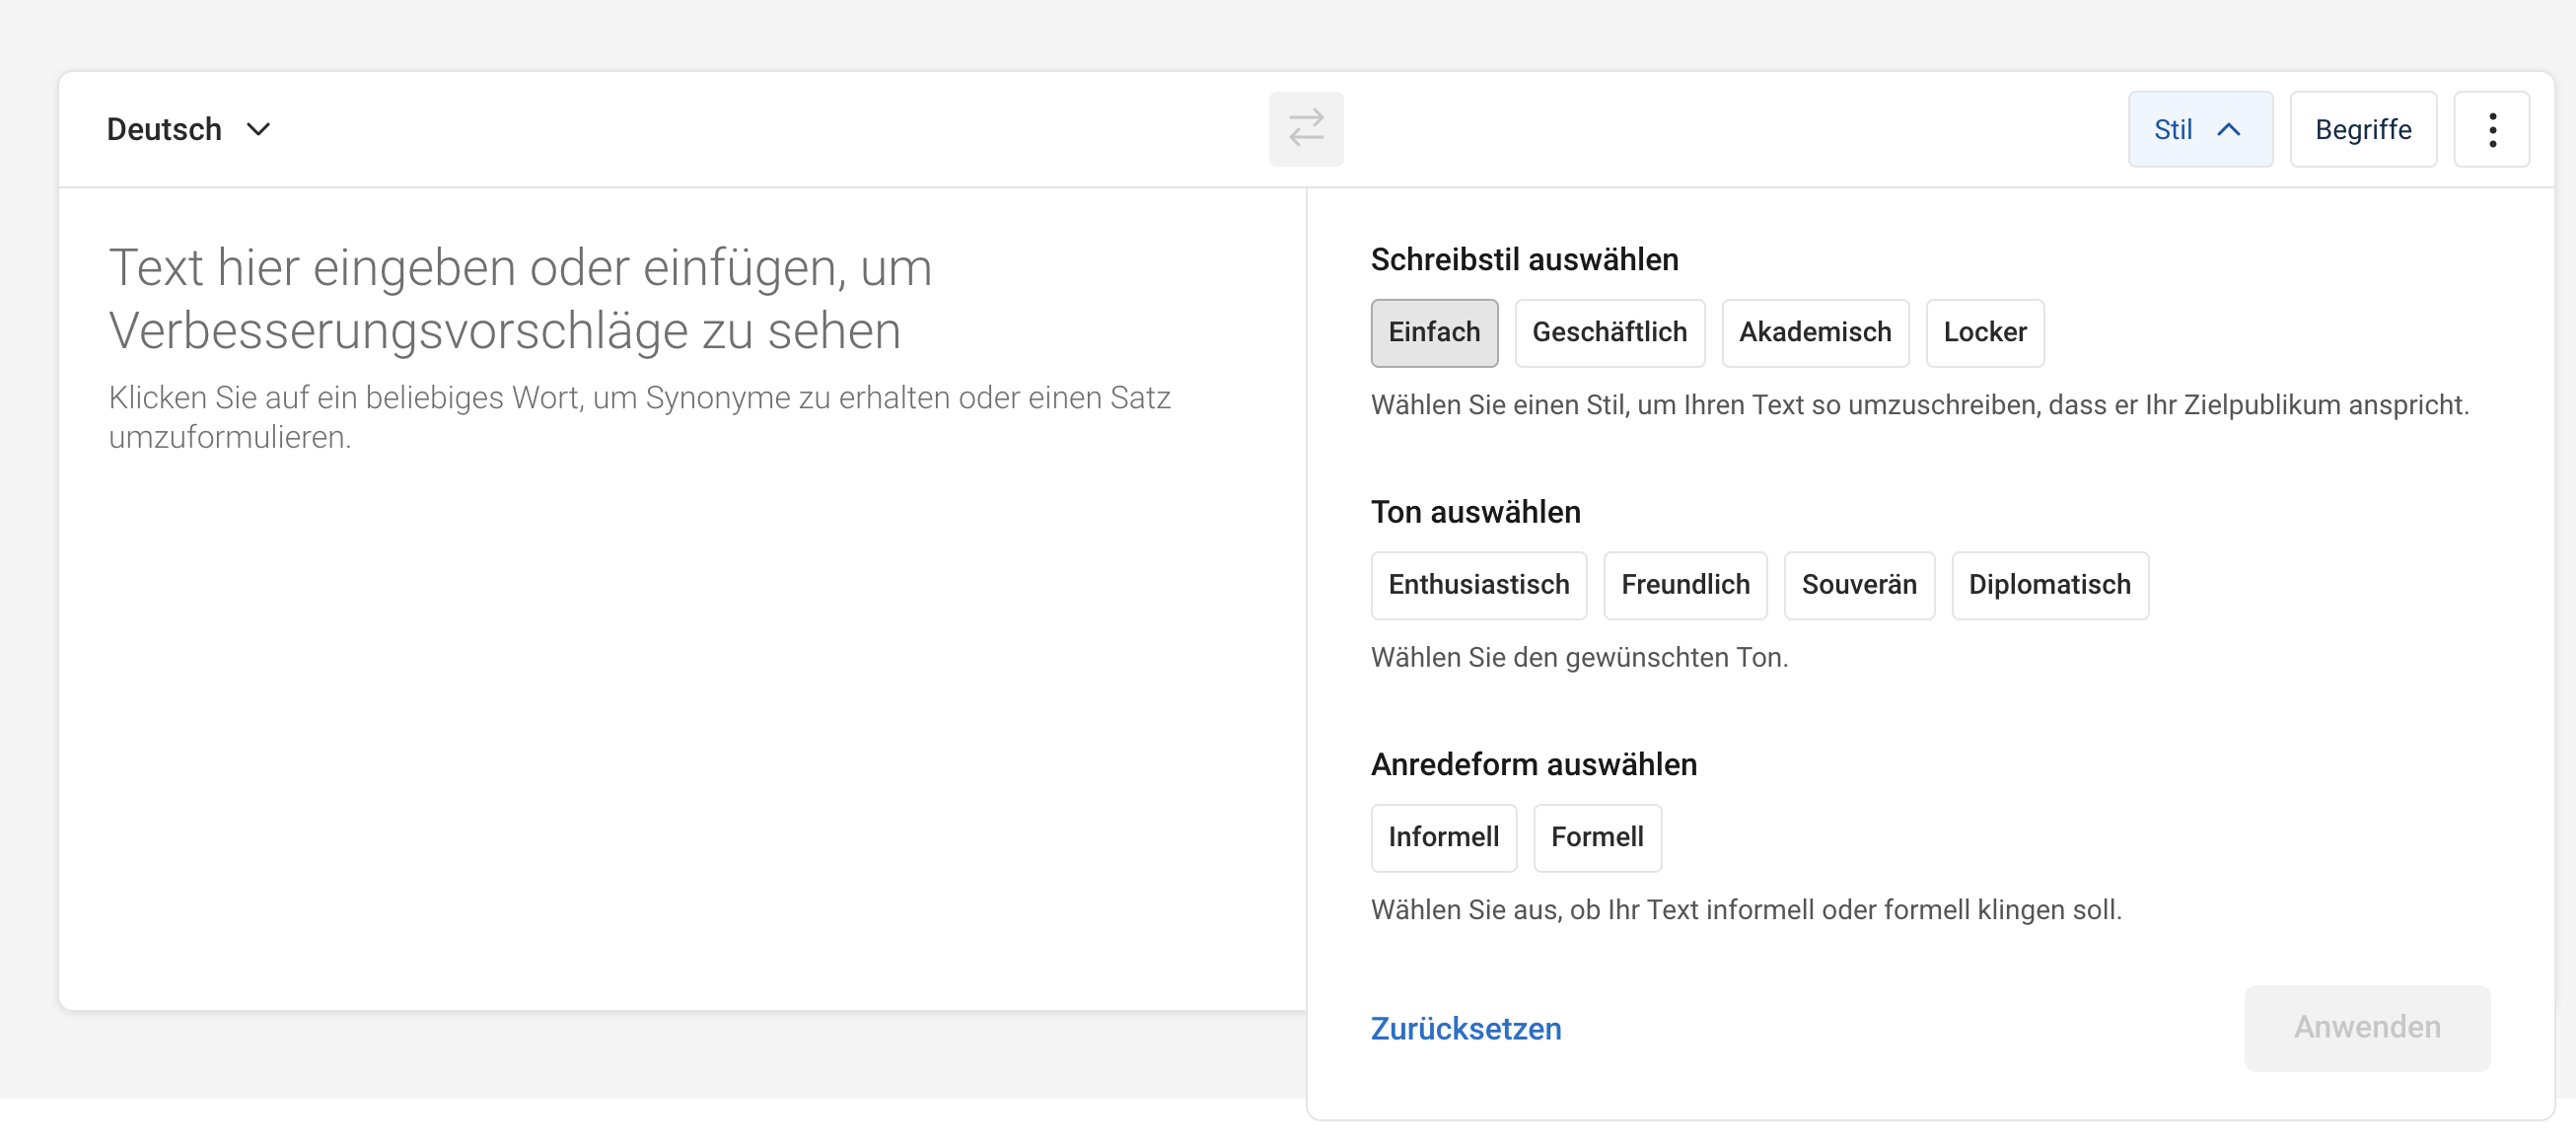 Deutsch
Stil
Begriffe
Text hier eingeben oder einfügen, um
Verbesserungsvorschläge zu sehen
Klicken Sie auf ein beliebiges Wort, um Synonyme zu erhalten oder einen Satz
umzuformulieren.
Schreibstil auswählen
Einfach
Geschäftlich
Akademisch
Locker
Wählen Sie einen Stil, um Ihren Text so umzuschreiben, dass er Ihr Zielpublikum anspricht.
Ton auswählen
Enthusiastisch
Freundlich
Souverän
Diplomatisch
Wählen Sie den gewünschten Ton.
Anredeform auswählen
Informell
Formell
Wählen Sie aus, ob Ihr Text informell oder formell klingen soll.
Zurücksetzen
Anwenden